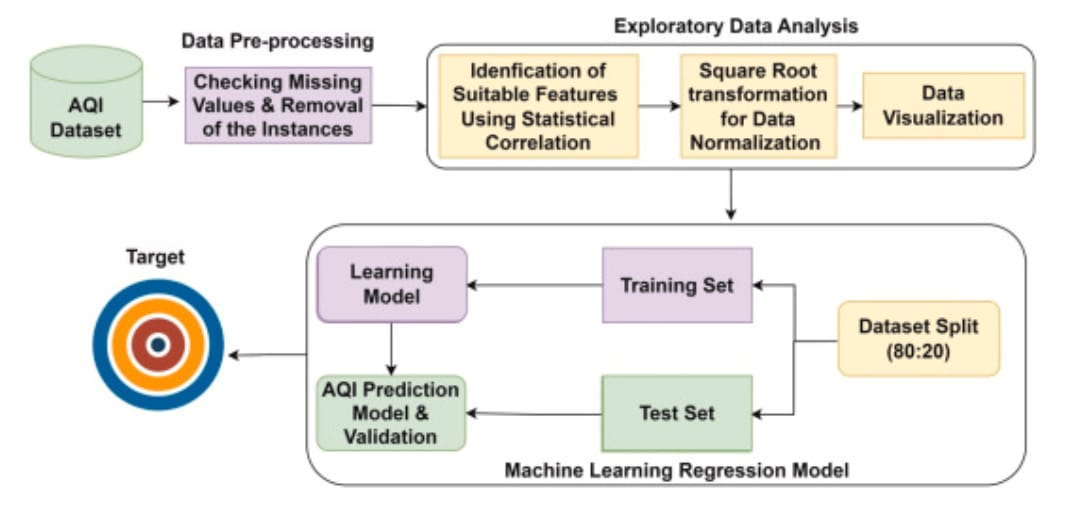 Exploratory Data Analysis
Data Pre-processing
AQI
Dataset
Checking Missing
Values & Removal
of the Instances
Idenfication of
Suitable Features
Using Statistical
Correlation
Square Root
transformation
for Data
Normalization
Data
Visualization
Target
Learning
Model
Training Set
Dataset Split
(80:20)
AQI Prediction
Model &
Validation
Test Set
Machine Learning Regression Model